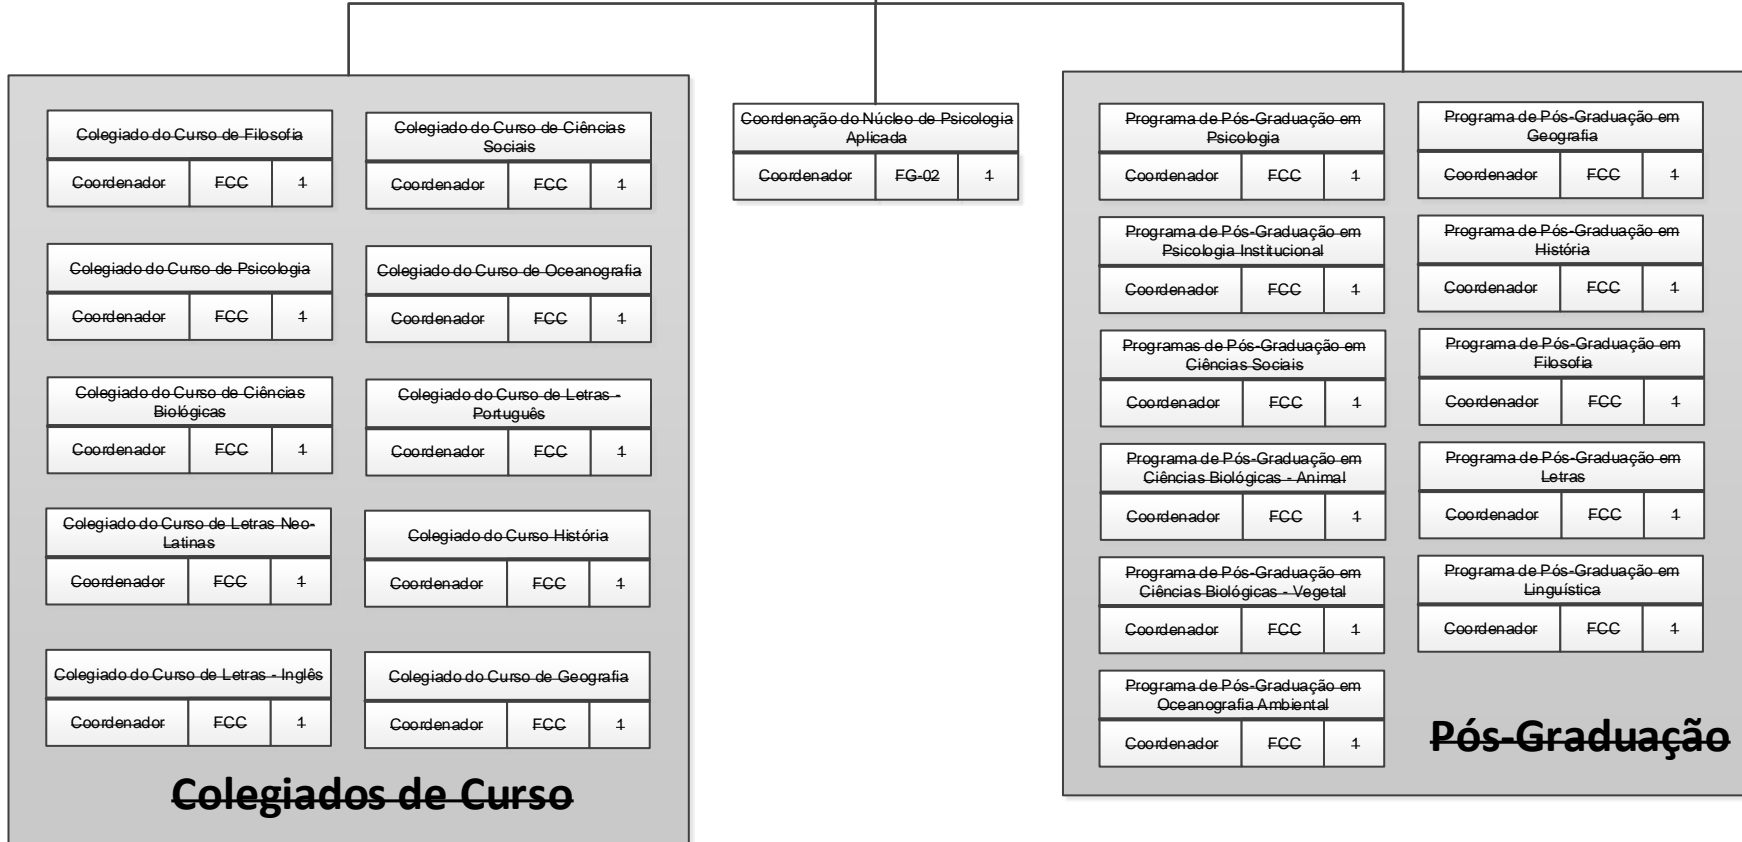 Colegiado do Curso de Filosofia
Coordenador FCC 1
Colegiado do Curso de Ciências
Sociais
Coordenador FCC 1
Colegiado do Curso de Psicologia
Coordenador FCC 1
Colegiado do Curso de Oceanografia
Coordenador FCC 1
Colegiado do Curso de Ciências
Biológicas
Coordenador FCC 1
Colegiado do Curso de Letras -
Português
Coordenador FCC 1
Colegiado do Curso de Letras Neo-
Latinas
Coordenador FCC 1
Colegiado do Curso História
Coordenador FCC 1
Colegiado do Curso de Letras - Inglês
Coordenador FCC 1
Colegiado do Curso de Geografia
Coordenador FCC 1
Colegiados de Curso
Coordenação do Núcleo de Psicologia
Aplicada
Coordenador FG-02 1
Programa de Pós-Graduação em
Psicologia
Coordenador FCC 1
Programa de Pós-Graduação em
Geografia
Coordenador FCC 1
Programa de Pós-Graduação em
Psicologia Institucional
Coordenador FCC 1
Programa de Pós-Graduação em
História
Coordenador FCC 1
Programas de Pós-Graduação em
Ciências Sociais
Coordenador FCC 1
Programa de Pós-Graduação em
Filosofia
Coordenador FCC 1
Programa de Pós-Graduação em
Ciências Biológicas - Animal
Coordenador FCC 1
Programa de Pós-Graduação em
Letras
Coordenador FCC 1
Programa de Pós-Graduação em
Ciências Biológicas - Vegetal
Coordenador FCC 1
Programa de Pós-Graduação em
Linguística
Coordenador FCC 1
Programa de Pós-Graduação em
Oceanografia Ambiental
Coordenador FCC 1
Pós-Graduação